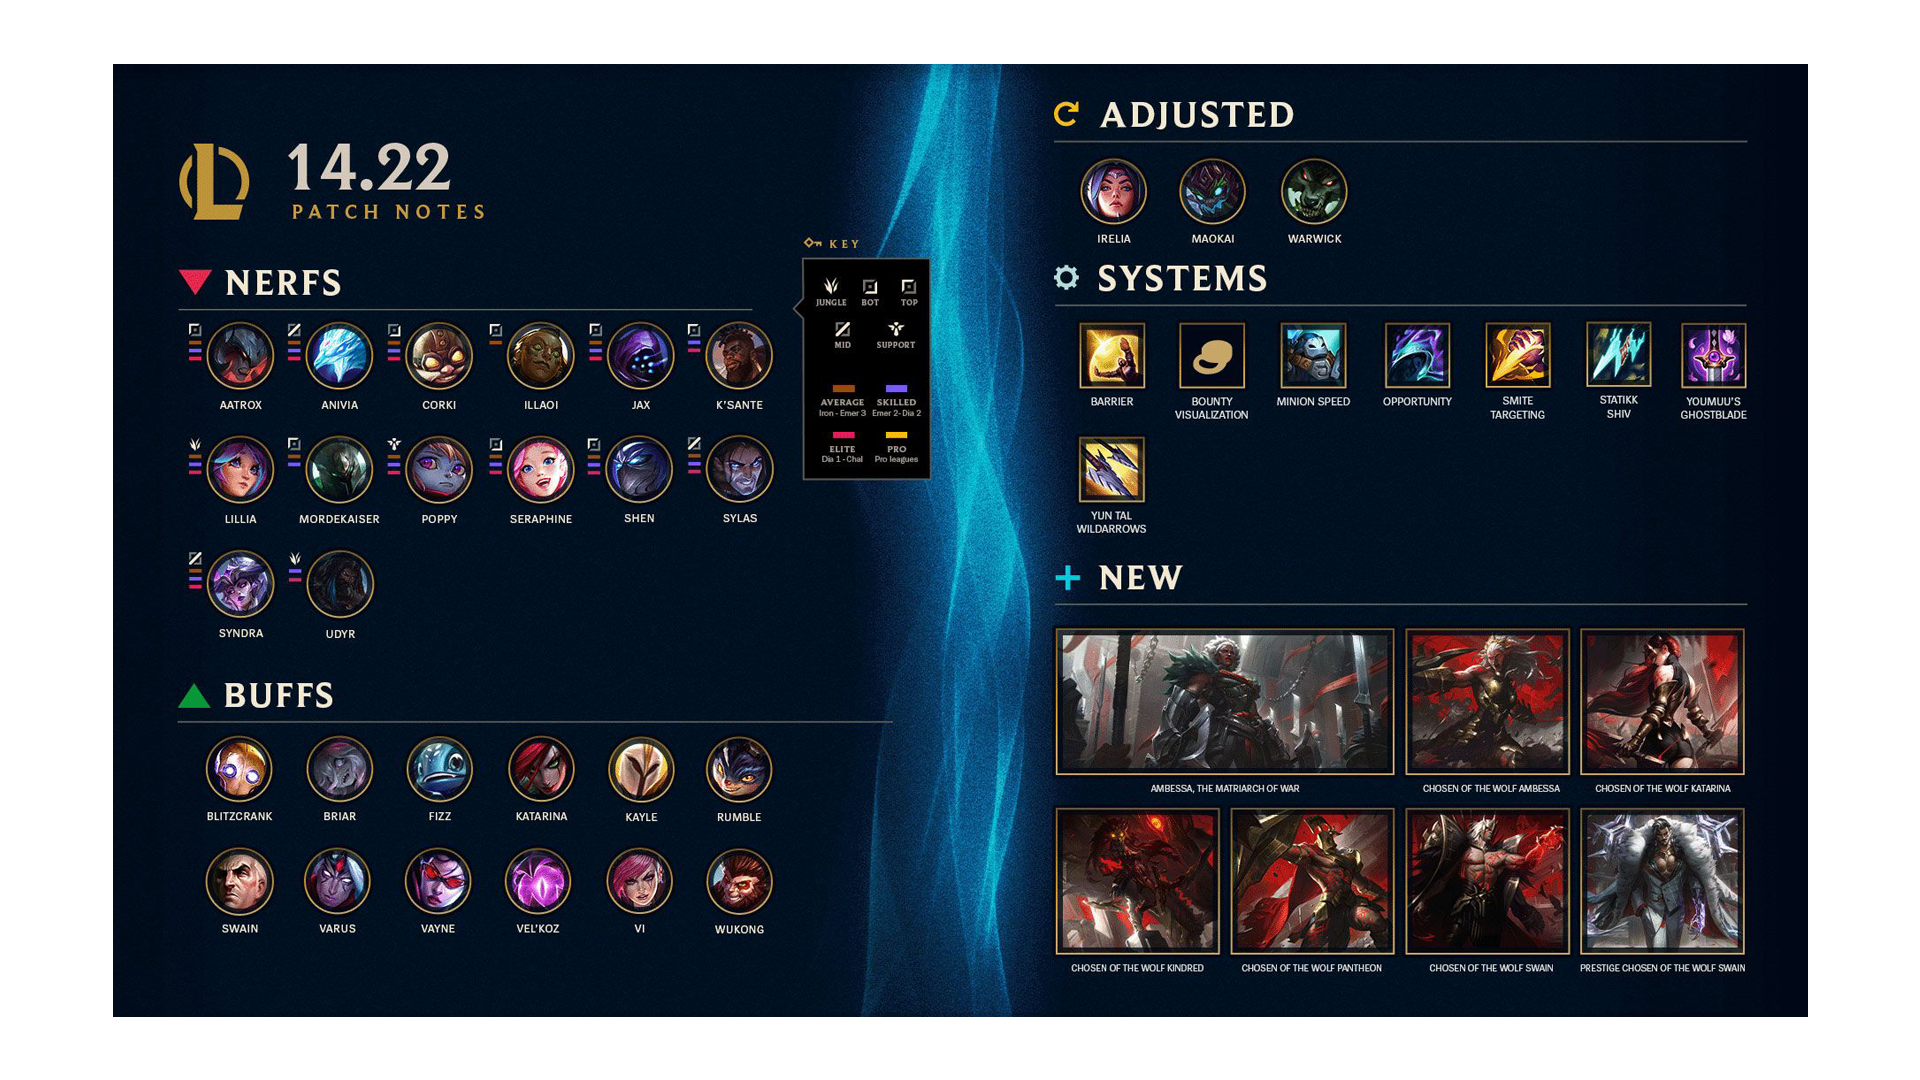 14.22
PATCH NOTES
NERFS
AATROX
ANIVIA
CORKI
ILLAOI
JAX
K'SANTE
LILLIA
MORDEKAISER
POPPY
SERAPHINE
SHEN
SYLAS
SYNDRA
UDYR
BUFFS
BLITZCRANK
BRIAR
FIZZ
KATARINA
KAYLE
RUMBLE
SWAIN
VARUS
VAYNE
VEL'KOZ
VI
WUKONG
KEY
JUNGLE
BOT
TOP
MID
SUPPORT
AVERAGE
Iron - Emer 3
SKILLED
Emer 2- Dia 2
ELITE
Dia 1 - Chal
PRO
Pro leagues
ADJUSTED
IRELIA
MAOKAI
WARWICK
SYSTEMS
BARRIER
BOUNTY
VISUALIZATION
MINION SPEED
OPPORTUNITY
SMITE
TARGETING
STATIKK
SHIV
YOUMUU'S
GHOSTBLADE
YUN TAL
WILDARROWS
NEW
AMBESSA, THE MATRIARCH OF WAR
CHOSEN OF THE WOLF AMBESSA
CHOSEN OF THE WOLF KATARINA
CHOSEN OF THE WOLF KINDRED
CHOSEN OF THE WOLF PANTHEON
CHOSEN OF THE WOLF SWAIN
PRESTIGE CHOSEN OF THE WOLF SWAIN